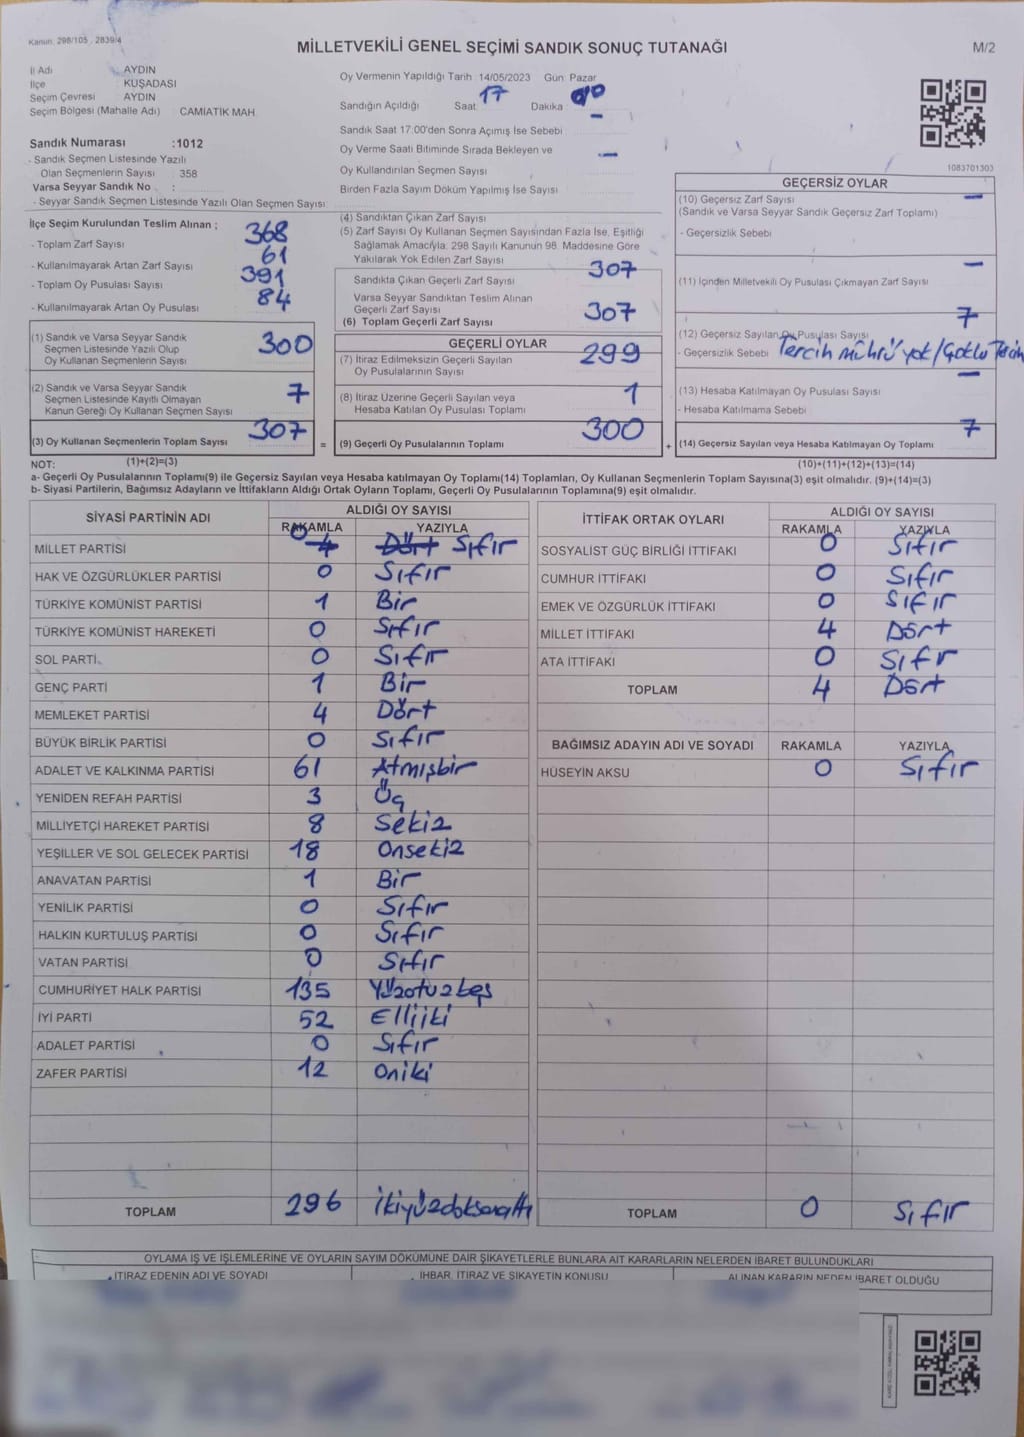 Kanun: 298/105 , 2839/4
MİLLETVEKİLİ GENEL SEÇİMİ SANDIK SONUÇ TUTANAĞI
M/2
İl Adı AYDIN
İlçe KUŞADASI
Seçim Çevresi AYDIN
Seçim Bölgesi (Mahalle Adı) CAMIATIK MAH
Oy Vermenin Yapıldığı Tarih 14/05/2023 Gün: Pazar
Sandığın Açıldığı Saat 17 Dakika
Sandık Saat 17.00'den Sonra Açımış İse Sebebi –
Oy Verme Saati Bitiminde Sırada Bekleyen ve
Oy Kullandırılan Seçmen Sayısı –
Birden Fazla Sayım Döküm Yapılmış İse Sayısı
1083701303
Sandık Numarası :1012
- Sandık Seçmen Listesinde Yazılı
Olan Seçmenlerin Sayısı : 358
Varsa Seyyar Sandık No :
- Seyyar Sandık Seçmen Listesinde Yazılı Olan Seçmen Sayısı :
İlçe Seçim Kurulundan Teslim Alınan ;
- Toplam Zarf Sayısı 368
- Kullanılmayarak Artan Zarf Sayısı 61
- Toplam Oy Pusulası Sayısı 391
- Kullanılmayarak Artan Oy Pusulası 84
(1) Sandık ve Varsa Seyyar Sandık
Seçmen Listesinde Yazılı Olup
Oy Kullanan Seçmenlerin Sayısı 300
(2) Sandık ve Varsa Seyyar Sandık
Seçmen Listesinde Kayıtlı Olmayan
Kanun Gereği Oy Kullanan Seçmen Sayısı 7
(3) Oy Kullanan Seçmenlerin Toplam Sayısı 307
(4) Sandıktan Çıkan Zarf Sayısı
(5) Zarf Sayısı Oy Kullanan Seçmen Sayısından Fazla İse, Eşitliği
Sağlamak Amacıyla: 298 Sayılı Kanunun 98. Maddesine Göre
Yakılarak Yok Edilen Zarf Sayısı
Sandıkta Çıkan Geçerli Zarf Sayısı 307
Varsa Seyyar Sandıktan Teslim Alınan
Geçerli Zarf Sayısı
(6) Toplam Geçerli Zarf Sayısı 307
GEÇERLİ OYLAR
(7) İtiraz Edilmeksizin Geçerli Sayılan
Oy Pusulalarının Sayısı 299
(8) İtiraz Üzerine Geçerli Sayılan veya
Hesaba Katılan Oy Pusulası Toplamı 1
= (9) Geçerli Oy Pusulalarının Toplamı 300
GEÇERSİZ OYLAR
(10) Geçersiz Zarf Sayısı –
(Sandık ve Varsa Seyyar Sandık Geçersiz Zarf Toplamı)
- Geçersizlik Sebebi
(11) İçinden Milletvekili Oy Pusulası Çıkmayan Zarf Sayısı –
(12) Geçersiz Sayılan Oy Pusulası Sayısı 7
- Geçersizlik Sebebi Tercih mührü yok/Çoklu Tercih
(13) Hesaba Katılmayan Oy Pusulası Sayısı –
- Hesaba Katılmama Sebebi
+ (14) Geçersiz Sayılan veya Hesaba Katılmayan Oy Toplamı 7
NOT: (1)+(2)=(3) (10)+(11)+(12)+(13)=(14)
a- Geçerli Oy Pusulalarının Toplamı(9) ile Geçersiz Sayılan veya Hesaba katılmayan Oy Toplamı(14) Toplamları, Oy Kullanan Seçmenlerin Toplam Sayısına(3) eşit olmalıdır. (9)+(14)=(3)
b- Siyasi Partilerin, Bağımsız Adayların ve İttifakların Aldığı Ortak Oyların Toplamı, Geçerli Oy Pusulalarının Toplamına(9) eşit olmalıdır.
SİYASİ PARTİNİN ADI ALDIĞI OY SAYISI
RAKAMLA YAZIYLA
MİLLET PARTİSİ 4 0 Dört Sıfır
HAK VE ÖZGÜRLÜKLER PARTİSİ 0 Sıfır
TÜRKİYE KOMÜNİST PARTİSİ 1 Bir
TÜRKİYE KOMÜNİST HAREKETİ 0 Sıfır
SOL PARTİ 0 Sıfır
GENÇ PARTİ 1 Bir
MEMLEKET PARTİSİ 4 Dört
BÜYÜK BİRLİK PARTİSİ 0 Sıfır
ADALET VE KALKINMA PARTİSİ 61 Atmışbir
YENİDEN REFAH PARTİSİ 3 Üç
MİLLİYETÇİ HAREKET PARTİSİ 8 Sekiz
YEŞİLLER VE SOL GELECEK PARTİSİ 18 Onsekiz
ANAVATAN PARTİSİ 1 Bir
YENİLİK PARTİSİ 0 Sıfır
HALKIN KURTULUŞ PARTİSİ 0 Sıfır
VATAN PARTİSİ 0 Sıfır
CUMHURİYET HALK PARTİSİ 135 Yüzotuzbeş
İYİ PARTİ 52 Elliiki
ADALET PARTİSİ 0 Sıfır
ZAFER PARTİSİ 12 Oniki
TOPLAM 296 ikiyüzdoksanaltı
İTTİFAK ORTAK OYLARI ALDIĞI OY SAYISI
RAKAMLA YAZIYLA
SOSYALİST GÜÇ BİRLİĞİ İTTİFAKI 0 Sıfır
CUMHUR İTTİFAKI 0 Sıfır
EMEK VE ÖZGÜRLÜK İTTİFAKI 0 Sıfır
MİLLET İTTİFAKI 4 Dört
ATA İTTİFAKI 0 Sıfr
TOPLAM 4 Dört
BAĞIMSIZ ADAYIN ADI VE SOYADI RAKAMLA YAZIYLA
HÜSEYİN AKSU 0 Sıfır
TOPLAM 0 Sıfır
OYLAMA İŞ VE İŞLEMLERİNE VE OYLARIN SAYIM DÖKÜMÜNE DAİR ŞİKAYETLERLE BUNLARA AİT KARARLARIN NELERDEN İBARET BULUNDUKLARI
İTİRAZ EDENİN ADI VE SOYADI İHBAR, İTİRAZ VE ŞİKAYETİN KONUSU ALINAN KARARIN NEDEN İBARET OLDUĞU